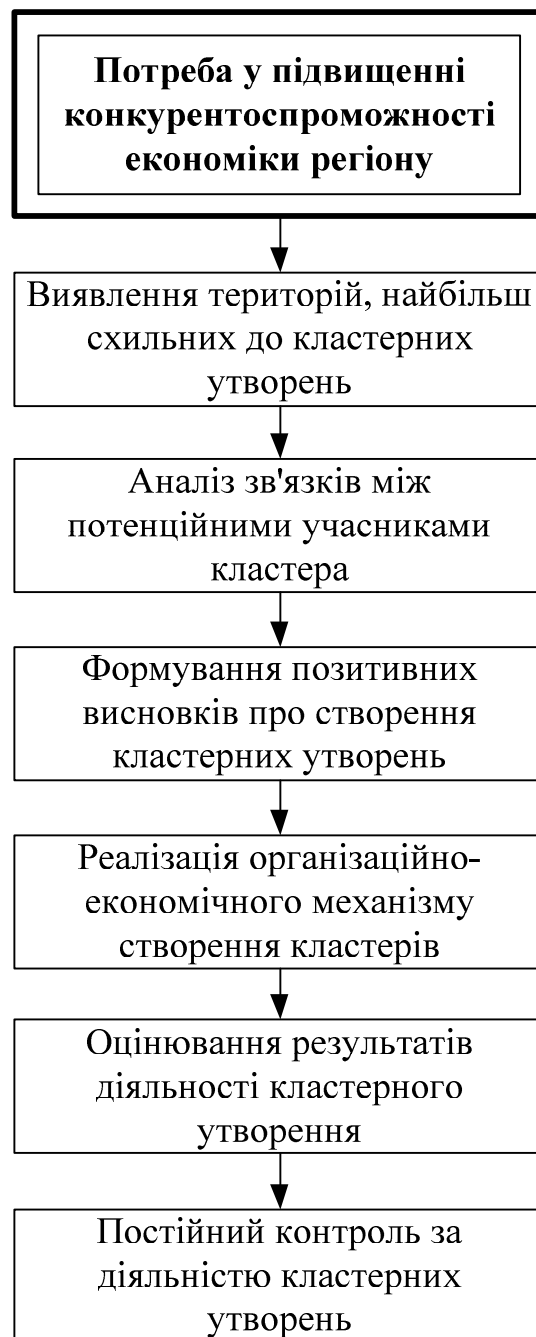 Потреба у підвищенні
конкурентоспроможності
економіки регіону
Виявлення територій, найбільш
схильних до кластерних
утворень
Аналіз зв'язків між
потенційними учасниками
кластера
Формування позитивних
висновків про створення
кластерних утворень
Реалізація організаційно-
економічного механізму
створення кластерів
Оцінювання результатів
діяльності кластерного
утворення
Постійний контроль за
діяльністю кластерних
утворень